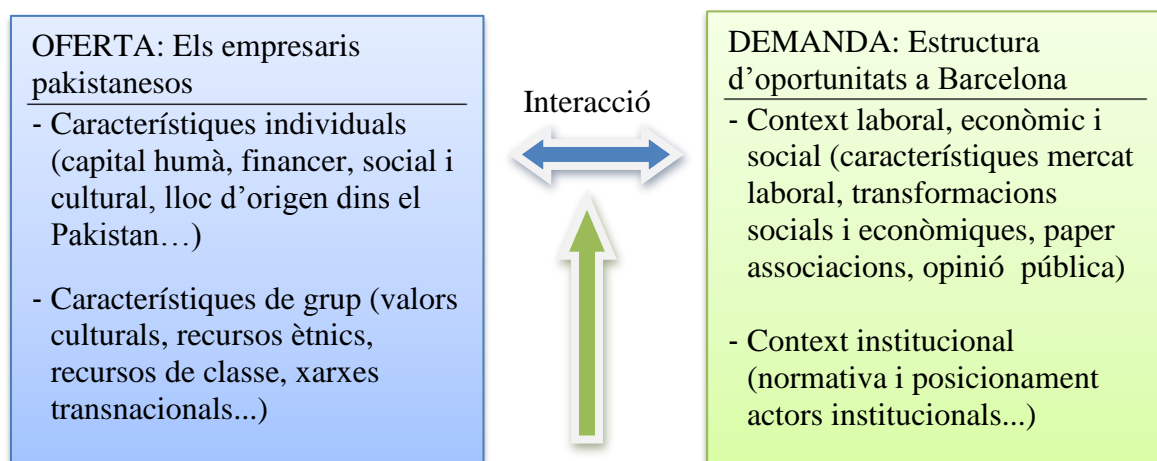 OFERTA: Els empresaris
pakistanesos
- Característiques individuals
(capital humà, financer, social i
cultural, lloc d’origen dins el
Pakistan…)
- Característiques de grup (valors
culturals, recursos ètnics,
recursos de classe, xarxes
transnacionals...)
Interacció
DEMANDA: Estructura
d’oportunitats a Barcelona
- Context laboral, econòmic i
social (característiques mercat
laboral, transformacions
socials i econòmiques, paper
associacions, opinió pública)
- Context institucional
(normativa i posicionament
actors institucionals...)